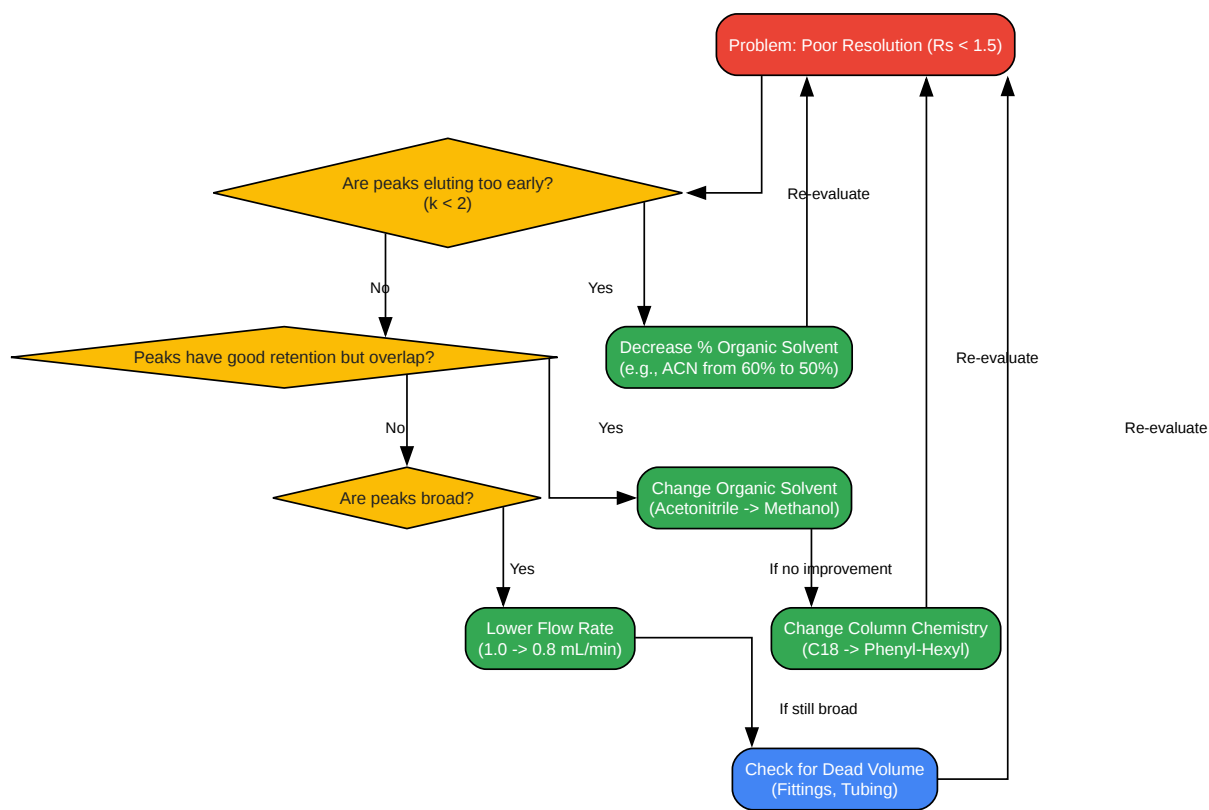 Problem: Poor Resolution (Rs < 1.5)
Are peaks eluting too early?
(k < 2)
Re-evaluate
No
Yes
Peaks have good retention but overlap?
Decrease % Organic Solvent
(e.g., ACN from 60% to 50%)
Re-evaluate
No
Yes
Re-evaluate
Are peaks broad?
Change Organic Solvent
(Acetonitrile -> Methanol)
Yes
If no improvement
Lower Flow Rate
(1.0 -> 0.8 mL/min)
Change Column Chemistry
(C18 -> Phenyl-Hexyl)
If still broad
Check for Dead Volume
(Fittings, Tubing)